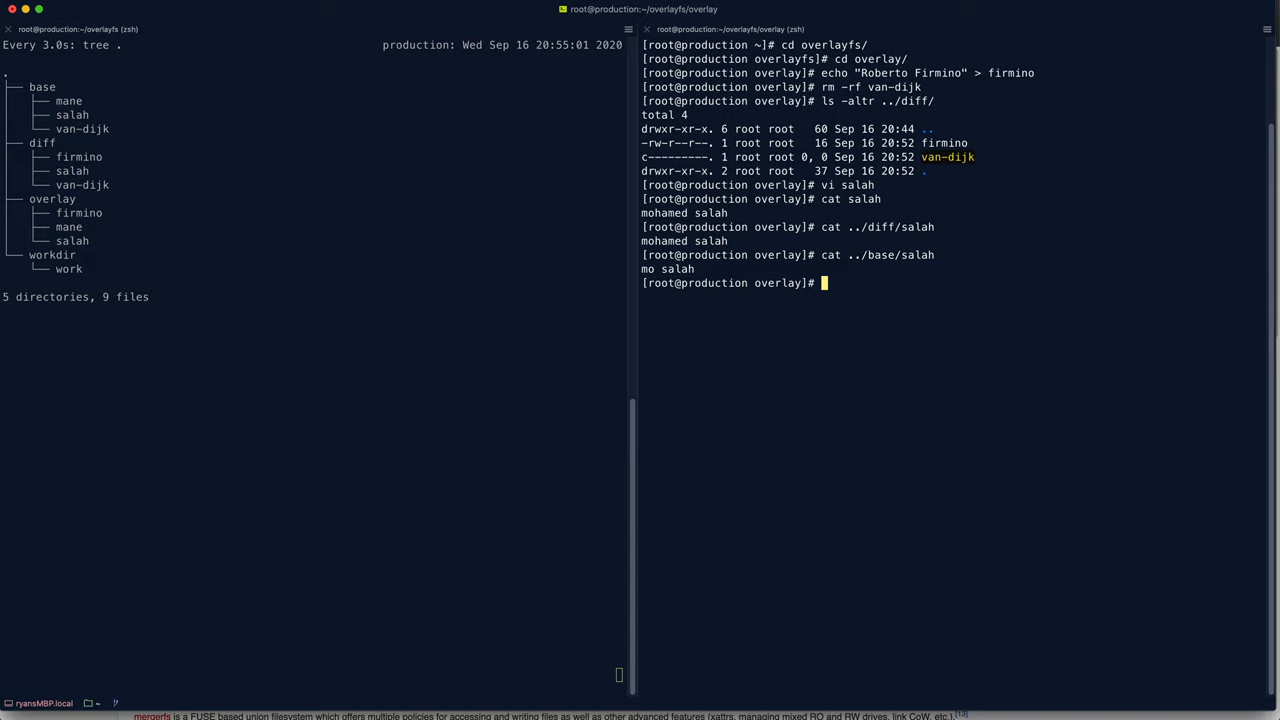 root@production:~/overlayfs/overlay
root@production:~/overlayfs (zsh)
Every 3.0s: tree . production: Wed Sep 16 20:55:01 2020
.
├── base
│   ├── mane
│   ├── salah
│   └── van-dijk
├── diff
│   ├── firmino
│   ├── salah
│   └── van-dijk
├── overlay
│   ├── firmino
│   ├── mane
│   └── salah
└── workdir
    └── work
5 directories, 9 files
root@production:~/overlayfs/overlay (zsh)
[root@production ~]# cd overlayfs/
[root@production overlayfs]# cd overlay/
[root@production overlay]# echo "Roberto Firmino" > firmino
[root@production overlay]# rm -rf van-dijk
[root@production overlay]# ls -altr ../diff/
total 4
drwxr-xr-x. 6 root root   60 Sep 16 20:44 ..
-rw-r--r--. 1 root root   16 Sep 16 20:52 firmino
c---------. 1 root root 0, 0 Sep 16 20:52 van-dijk
drwxr-xr-x. 2 root root   37 Sep 16 20:52 .
[root@production overlay]# vi salah
[root@production overlay]# cat salah
mohamed salah
[root@production overlay]# cat ../diff/salah
mohamed salah
[root@production overlay]# cat ../base/salah
mo salah
[root@production overlay]#
ryansMBP.local ~
mergerfs is a FUSE based union filesystem which offers multiple policies for accessing and writing files as well as other advanced features (xattrs, managing mixed RO and RW drives, link CoW, etc.).[13]